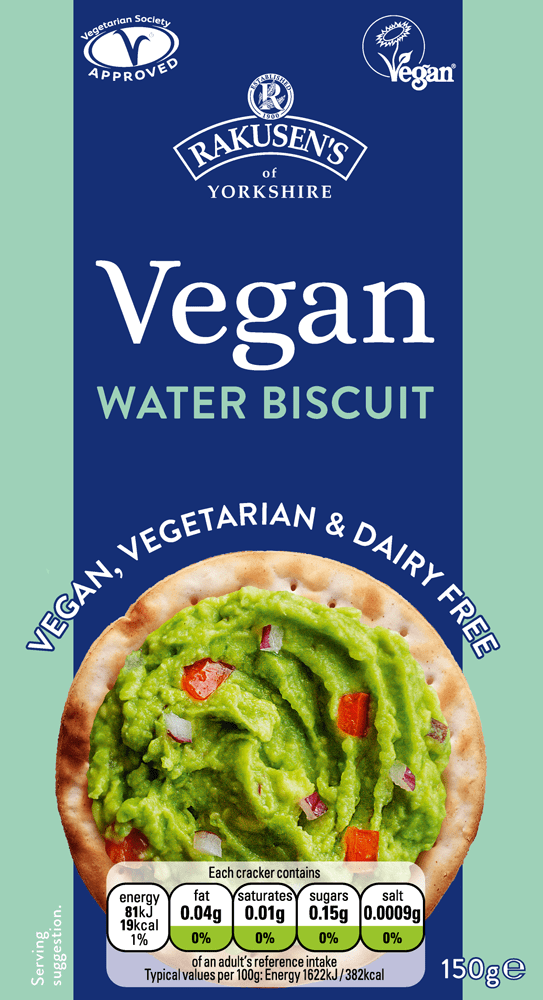 Vegetarian Society
APPROVED
Vegan
ESTABLISHED
R
1900
RAKUSEN'S
of
YORKSHIRE
Vegan
WATER BISCUIT
VEGAN, VEGETARIAN & DAIRY FREE
Each cracker contains
energy 81kJ 19kcal 1%
fat 0.04g 0%
saturates 0.01g 0%
sugars 0.15g 0%
salt 0.0009g 0%
of an adult's reference intake
Typical values per 100g: Energy 1622kJ / 382kcal
Serving
suggestion.
150g e